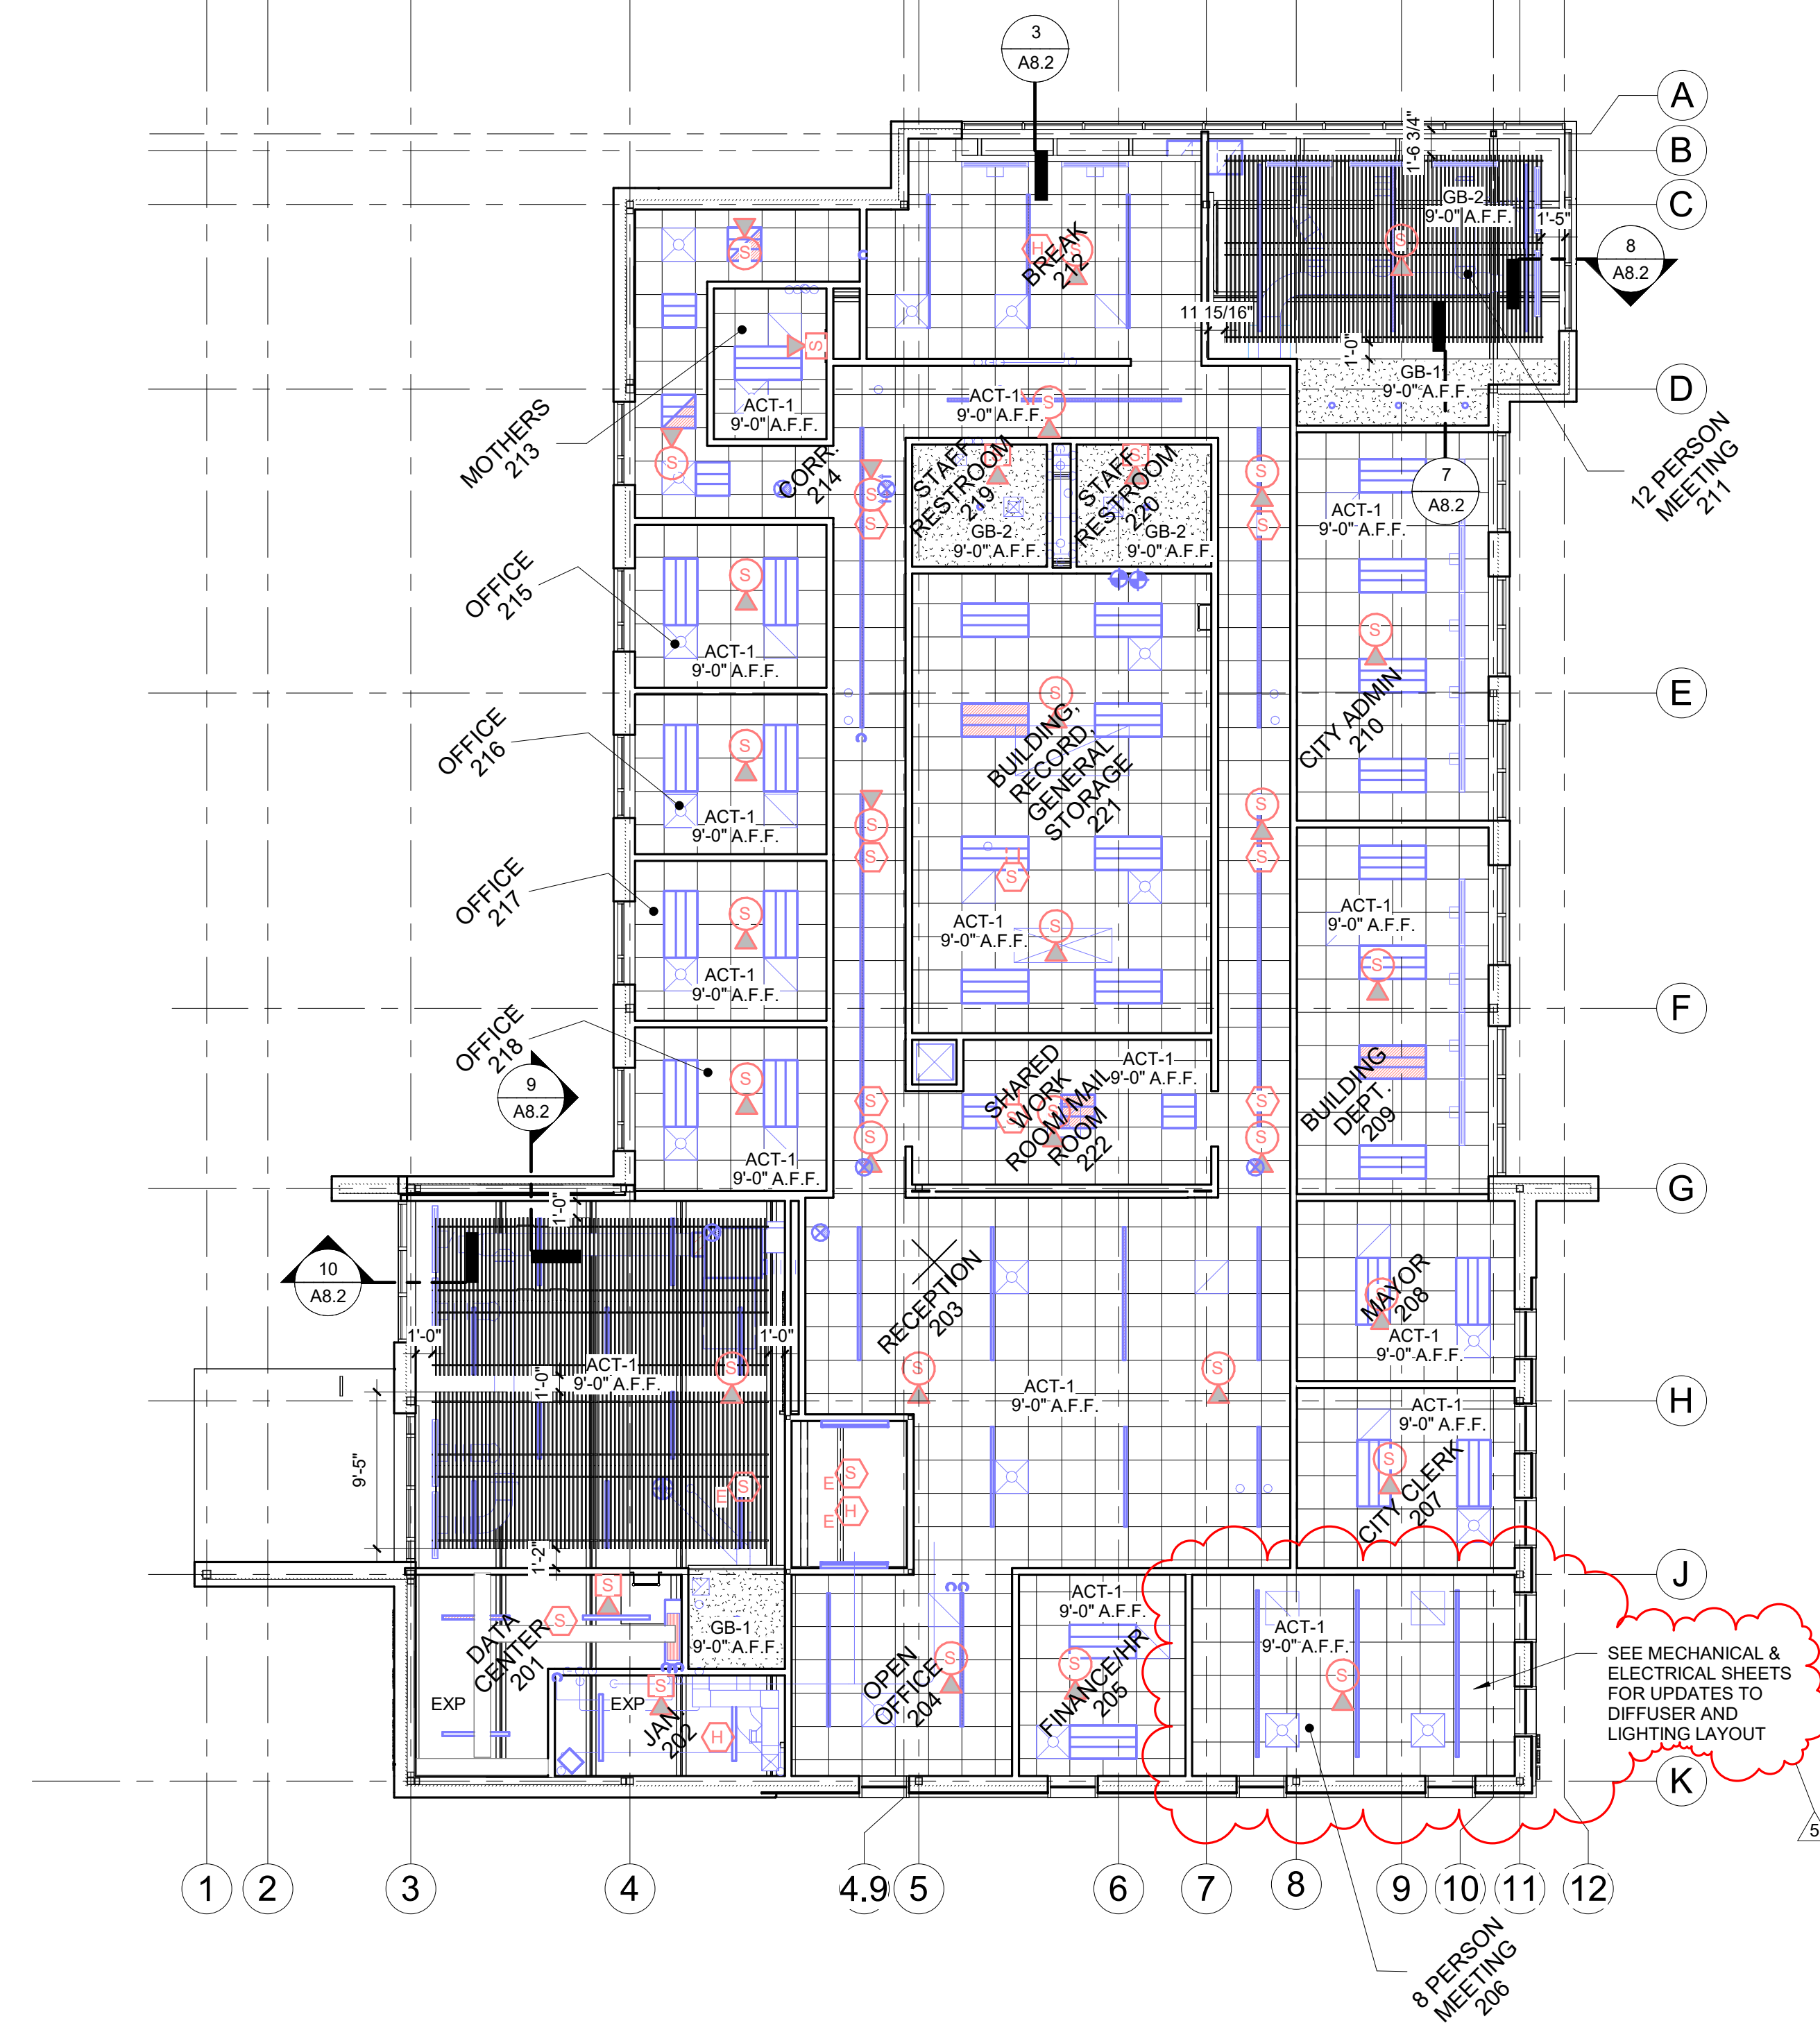 3
A8.2
A
B
C
1'-6 3/4"
GB-2
9'-0" A.F.F.
1'-5"
8
A8.2
H
S
BREAK
212
S
S
11 15/16"
1'-0"
S
GB-1
9'-0" A.F.F.
D
ACT-1
9'-0" A.F.F.
ACT-1
9'-0" A.F.F.
S
MOTHERS
213
S
CORR.
214
S
S
STAFF
RESTROOM
219
GB-2
9'-0" A.F.F.
STAFF
RESTROOM
220
GB-2
9'-0" A.F.F.
S
S
7
A8.2
12 PERSON
MEETING
211
ACT-1
9'-0" A.F.F.
OFFICE
215
S
ACT-1
9'-0" A.F.F.
S
CITY ADMIN
210
E
OFFICE
216
S
ACT-1
9'-0" A.F.F.
S
BUILDING,
RECORD,
GENERAL
STORAGE
221
S
S
S
S
S
OFFICE
217
S
ACT-1
9'-0" A.F.F.
ACT-1
9'-0" A.F.F.
S
ACT-1
9'-0" A.F.F.
S
F
OFFICE
218
S
ACT-1
9'-0" A.F.F.
9
A8.2
S
S
SHARED
WORK
ROOM/ MAIL
ROOM
222
ACT-1
9'-0" A.F.F.
S
S
BUILDING
DEPT.
209
G
1'-0"
10
A8.2
RECEPTION
203
S
MAYOR
208
ACT-1
9'-0" A.F.F.
1'-0"
1'-0"
ACT-1
9'-0" A.F.F.
1'-0"
S
S
ACT-1
9'-0" A.F.F.
S
H
ACT-1
9'-0" A.F.F.
S
CITY CLERK
207
9'-5"
E
S
E
S
E
H
1'-2"
J
S
S
DATA
CENTER
201
GB-1
9'-0" A.F.F.
EXP
EXP
S
JAN.
202
H
OPEN
OFFICE
204
S
ACT-1
9'-0" A.F.F.
S
FINANCE/HR
205
ACT-1
9'-0" A.F.F.
S
SEE MECHANICAL &
ELECTRICAL SHEETS
FOR UPDATES TO
DIFFUSER AND
LIGHTING LAYOUT
K
5
1
2
3
4
4.9
5
6
7
8
9
10
11
12
8 PERSON
MEETING
206